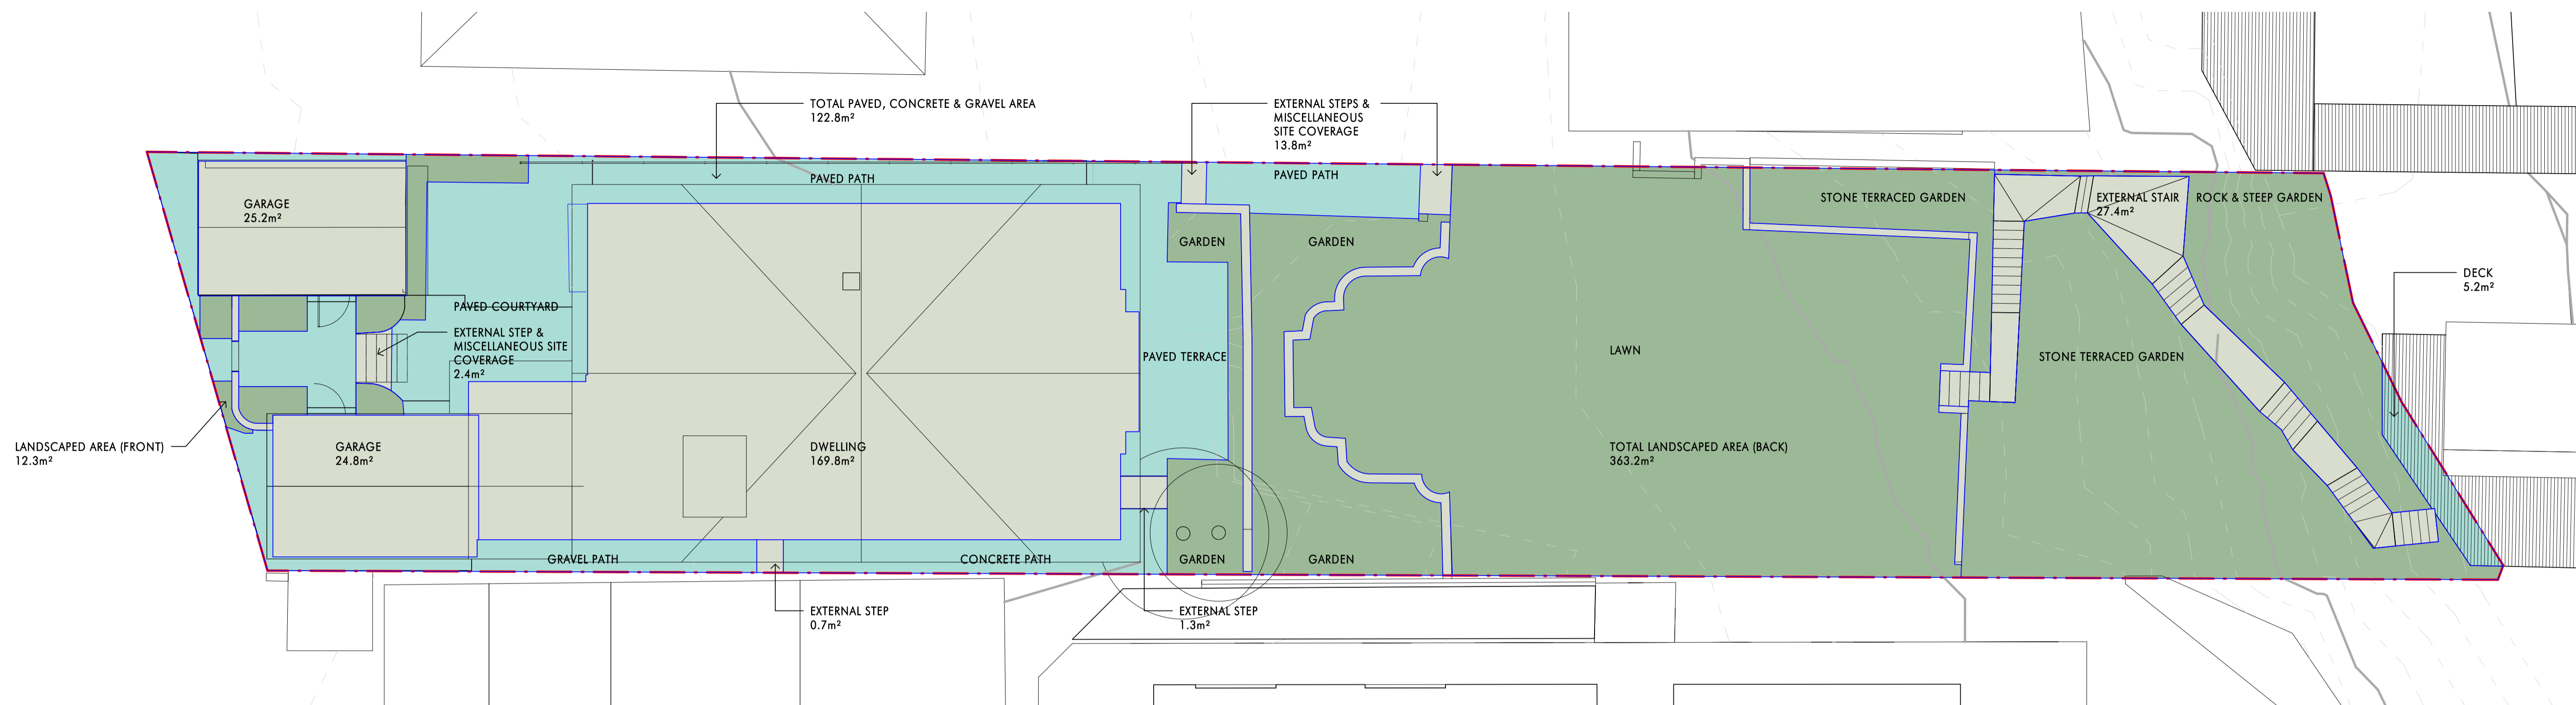 TOTAL PAVED, CONCRETE & GRAVEL AREA
122.8m²
EXTERNAL STEPS &
MISCELLANEOUS
SITE COVERAGE
13.8m²
PAVED PATH
PAVED PATH
GARAGE
25.2m²
STONE TERRACED GARDEN
EXTERNAL STAIR
27.4m²
ROCK & STEEP GARDEN
GARDEN
GARDEN
DECK
5.2m²
PAVED COURTYARD
EXTERNAL STEP &
MISCELLANEOUS SITE
COVERAGE
2.4m²
PAVED TERRACE
LAWN
STONE TERRACED GARDEN
LANDSCAPED AREA (FRONT)
12.3m²
GARAGE
24.8m²
DWELLING
169.8m²
TOTAL LANDSCAPED AREA (BACK)
363.2m²
GRAVEL PATH
CONCRETE PATH
GARDEN
GARDEN
EXTERNAL STEP
0.7m²
EXTERNAL STEP
1.3m²